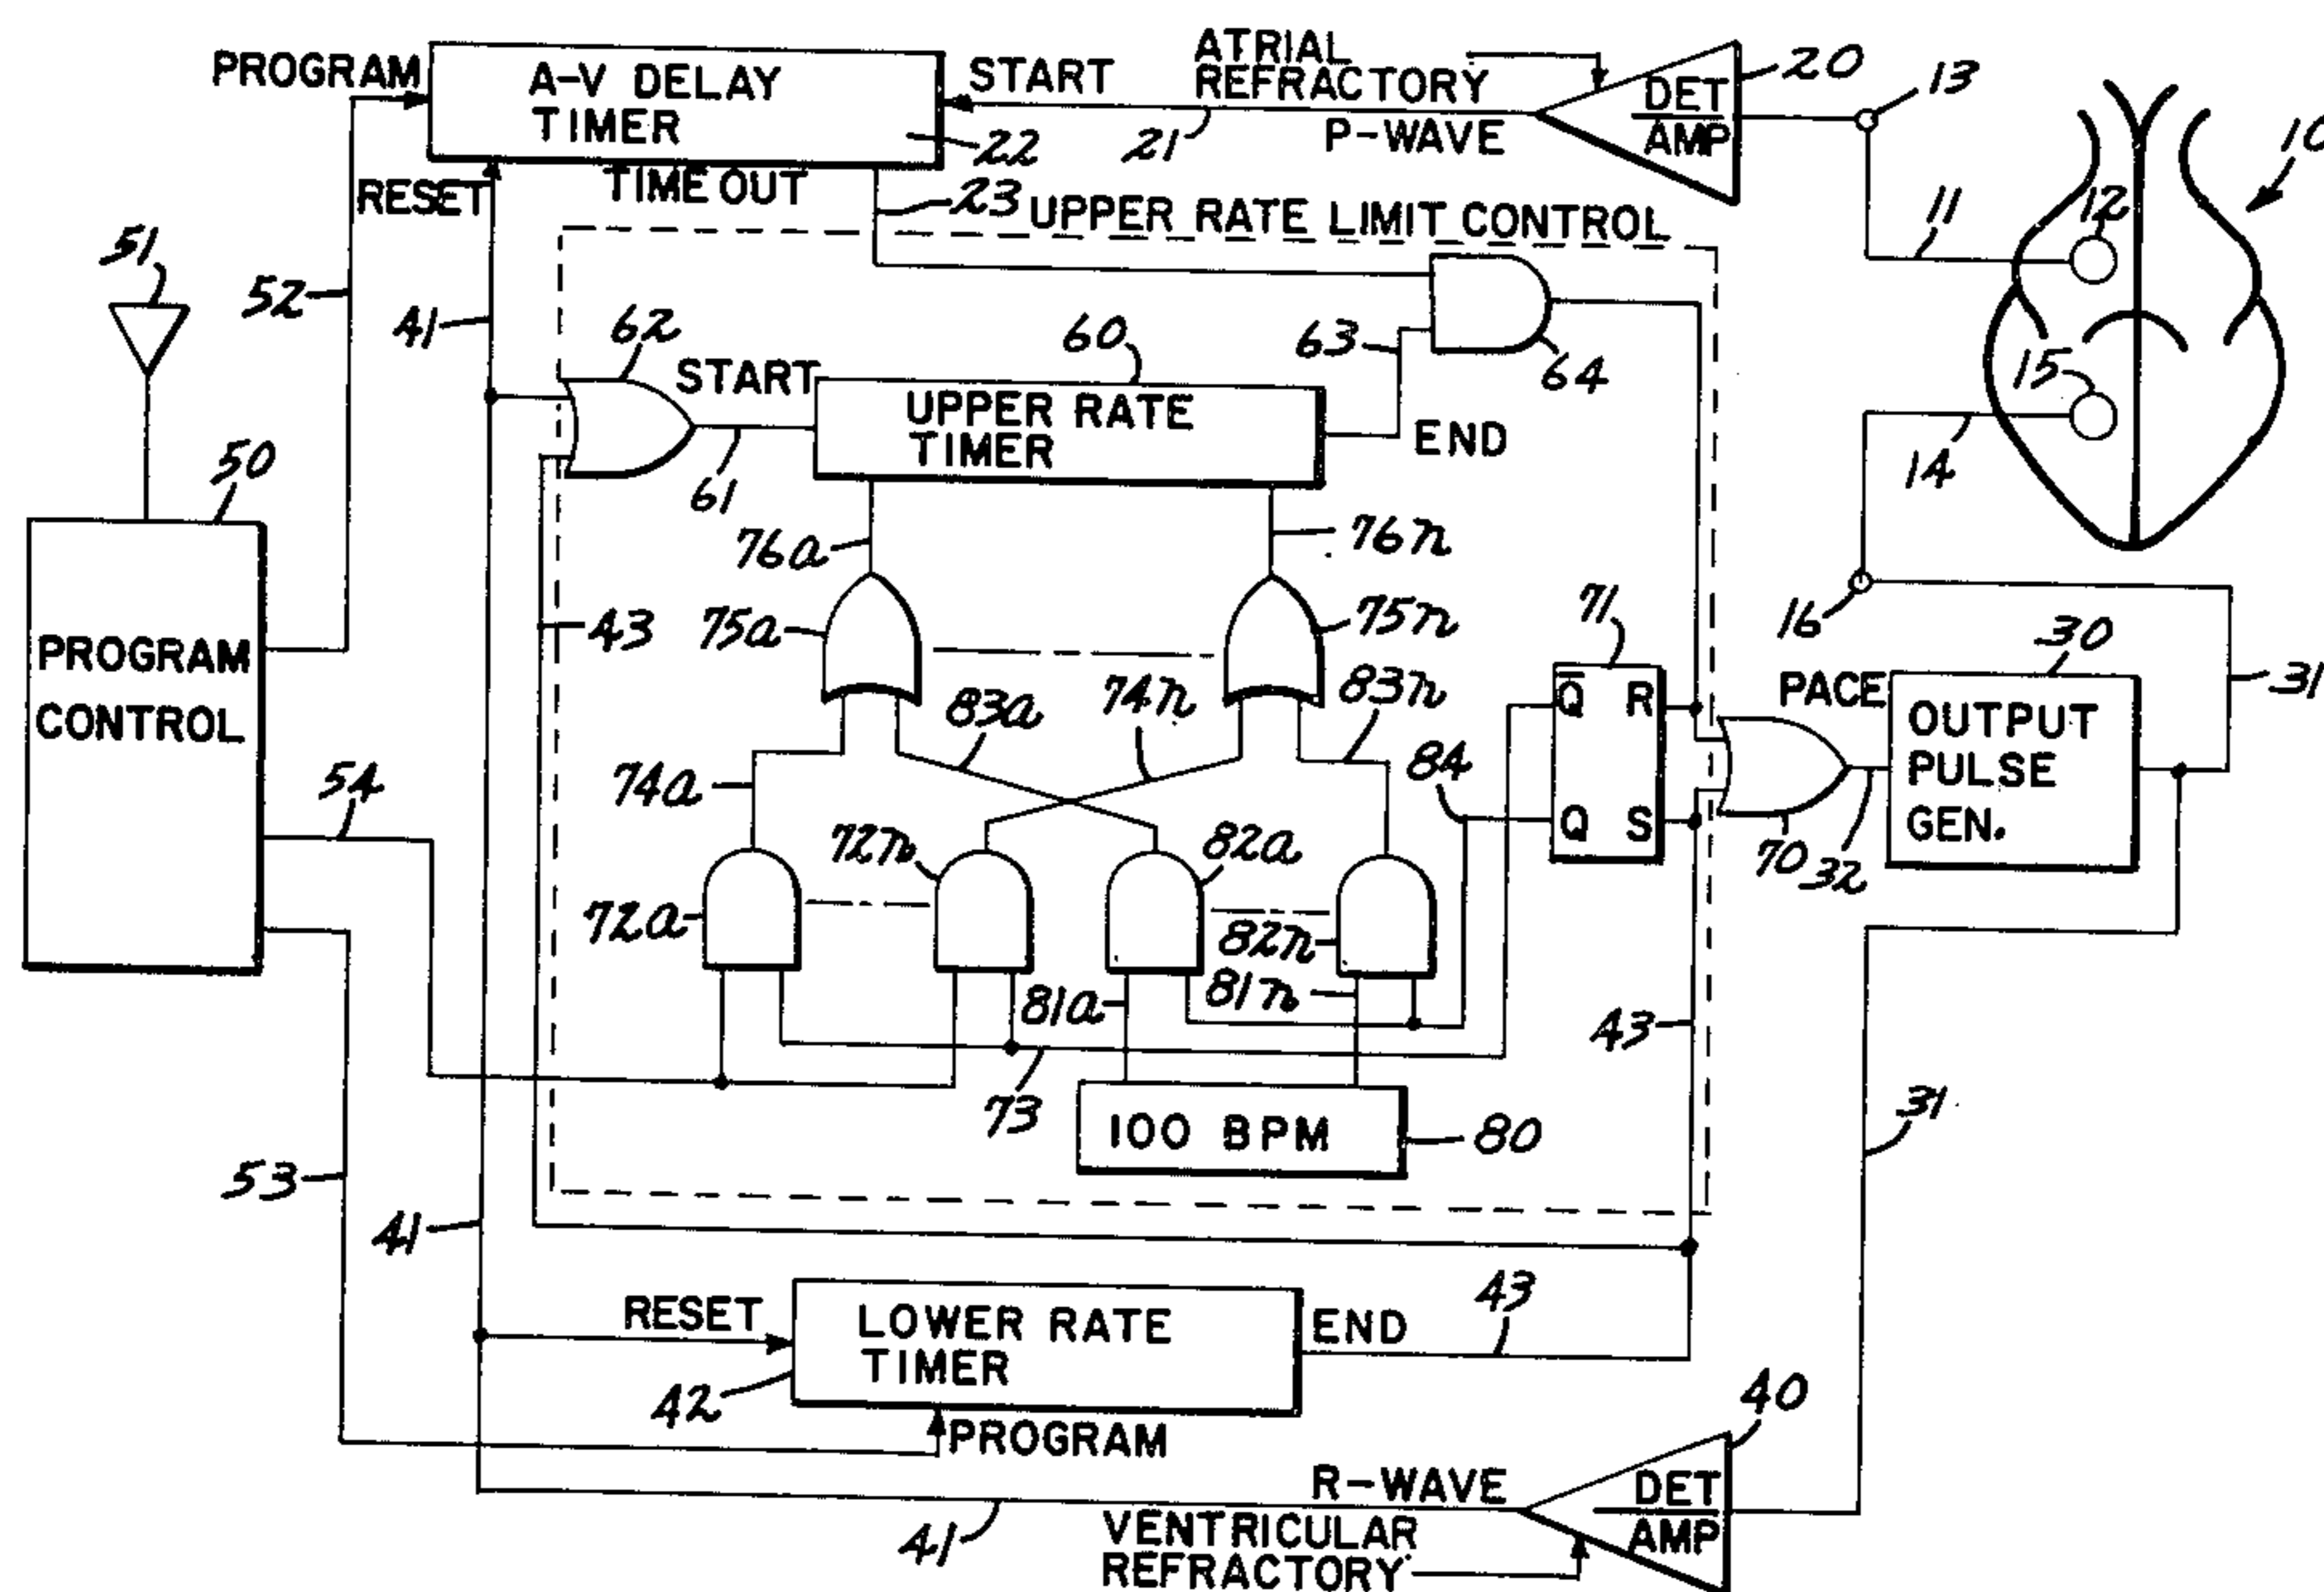 PROGRAM
A-V DELAY
TIMER
START
ATRIAL
REFRACTORY
P-WAVE
DET
AMP
20
13
10
22
21
RESET
TIME OUT
23
UPPER RATE LIMIT CONTROL
11
12
51
52
41
62
START
60
63
64
UPPER RATE
TIMER
END
15
14
61
50
76a
76n
16
PROGRAM
CONTROL
43
75a
75n
71
30
31
83a
74n
83n
Q
R
PACE
OUTPUT
PULSE
GEN.
54
74a
84
Q
S
70
32
72n
82a
72a
82n
81a
81n
43
73
100 BPM
80
31
53
41
RESET
LOWER RATE
TIMER
END
43
42
PROGRAM
40
R-WAVE
DET
AMP
41
VENTRICULAR
REFRACTORY